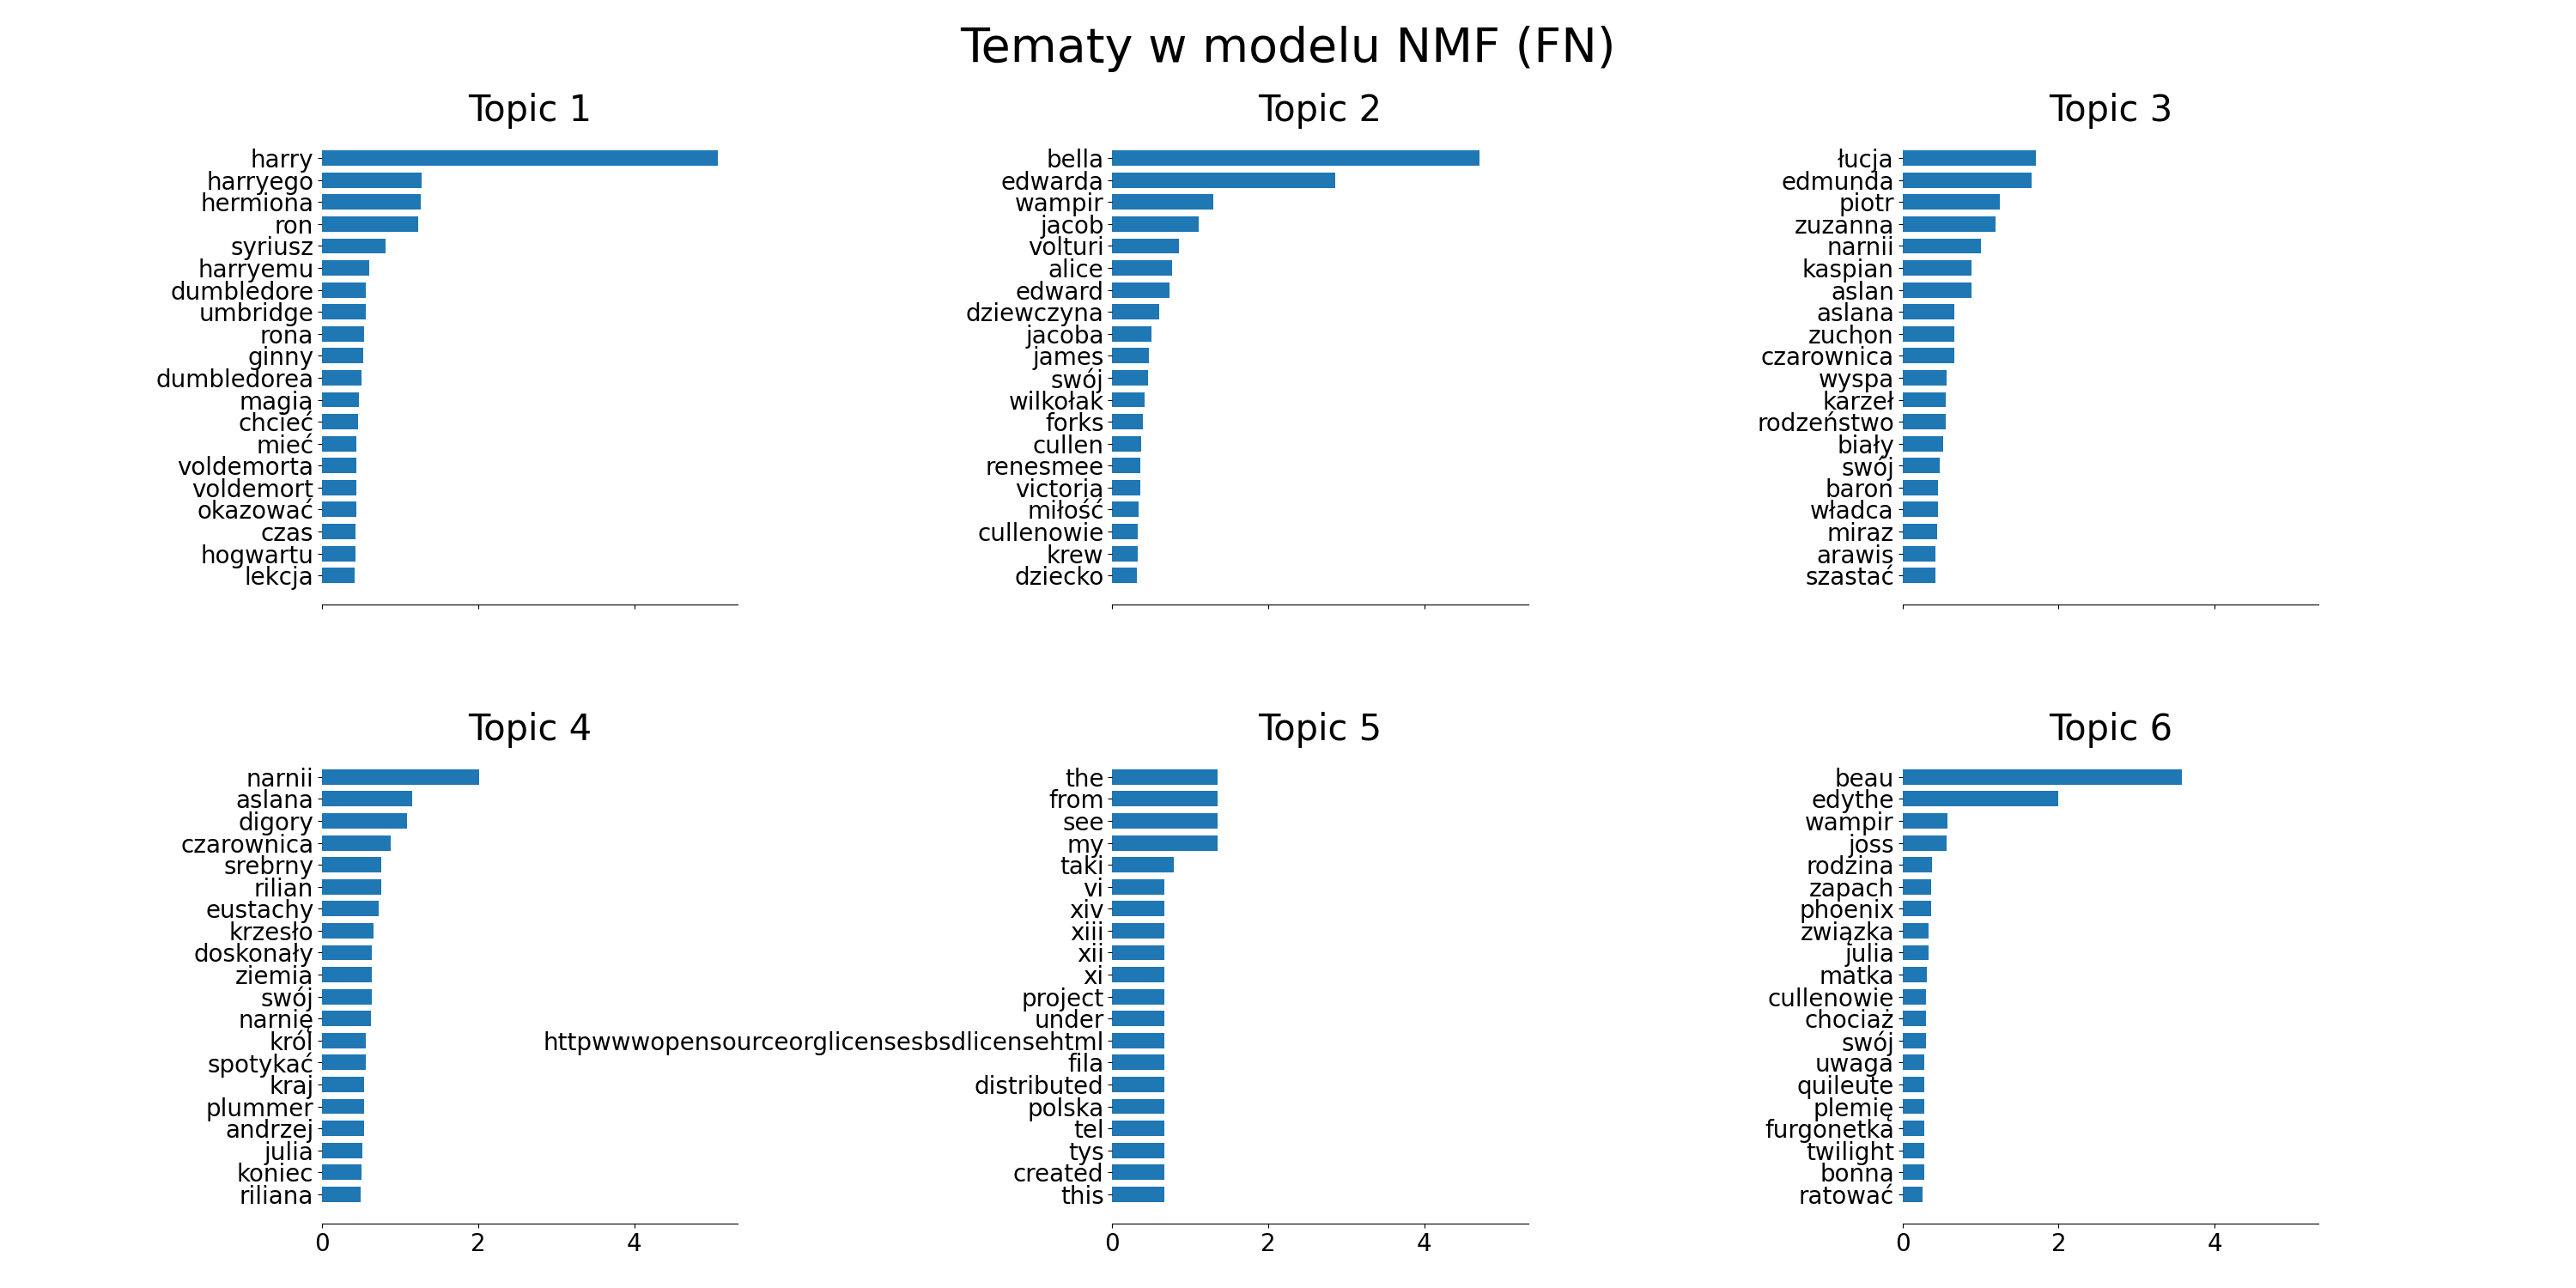 Tematy w modelu NMF (FN)
Topic 1
harry
harryego
hermiona
ron
syriusz
harryemu
dumbledore
umbridge
rona
ginny
dumbledorea
magia
chcieć
mieć
voldemorta
voldemort
okazować
czas
hogwartu
lekcja
Topic 2
bella
edwarda
wampir
jacob
volturi
alice
edward
dziewczyna
jacoba
james
swój
wilkołak
forks
cullen
renesmee
victoria
miłość
cullenowie
krew
dziecko
Topic 3
łucja
edmunda
piotr
zuzanna
narnii
kaspian
aslan
aslana
zuchon
czarownica
wyspa
karzeł
rodzeństwo
biały
swój
baron
władca
miraz
arawis
szastać
Topic 4
narnii
aslana
digory
czarownica
srebrny
rilian
eustachy
krzesło
doskonały
ziemia
swój
narnię
król
spotykać
kraj
plummer
andrzej
julia
koniec
riliana
0 2 4
Topic 5
the
from
see
my
taki
vi
xiv
xiii
xii
xi
project
under
httpwwwopensourceorglicensesbsdlicensehtml
fila
distributed
polska
tel
tys
created
this
0 2 4
Topic 6
beau
edythe
wampir
joss
rodzina
zapach
phoenix
związka
julia
matka
cullenowie
chociaż
swój
uwaga
quileute
plemię
furgonetka
twilight
bonna
ratować
0 2 4